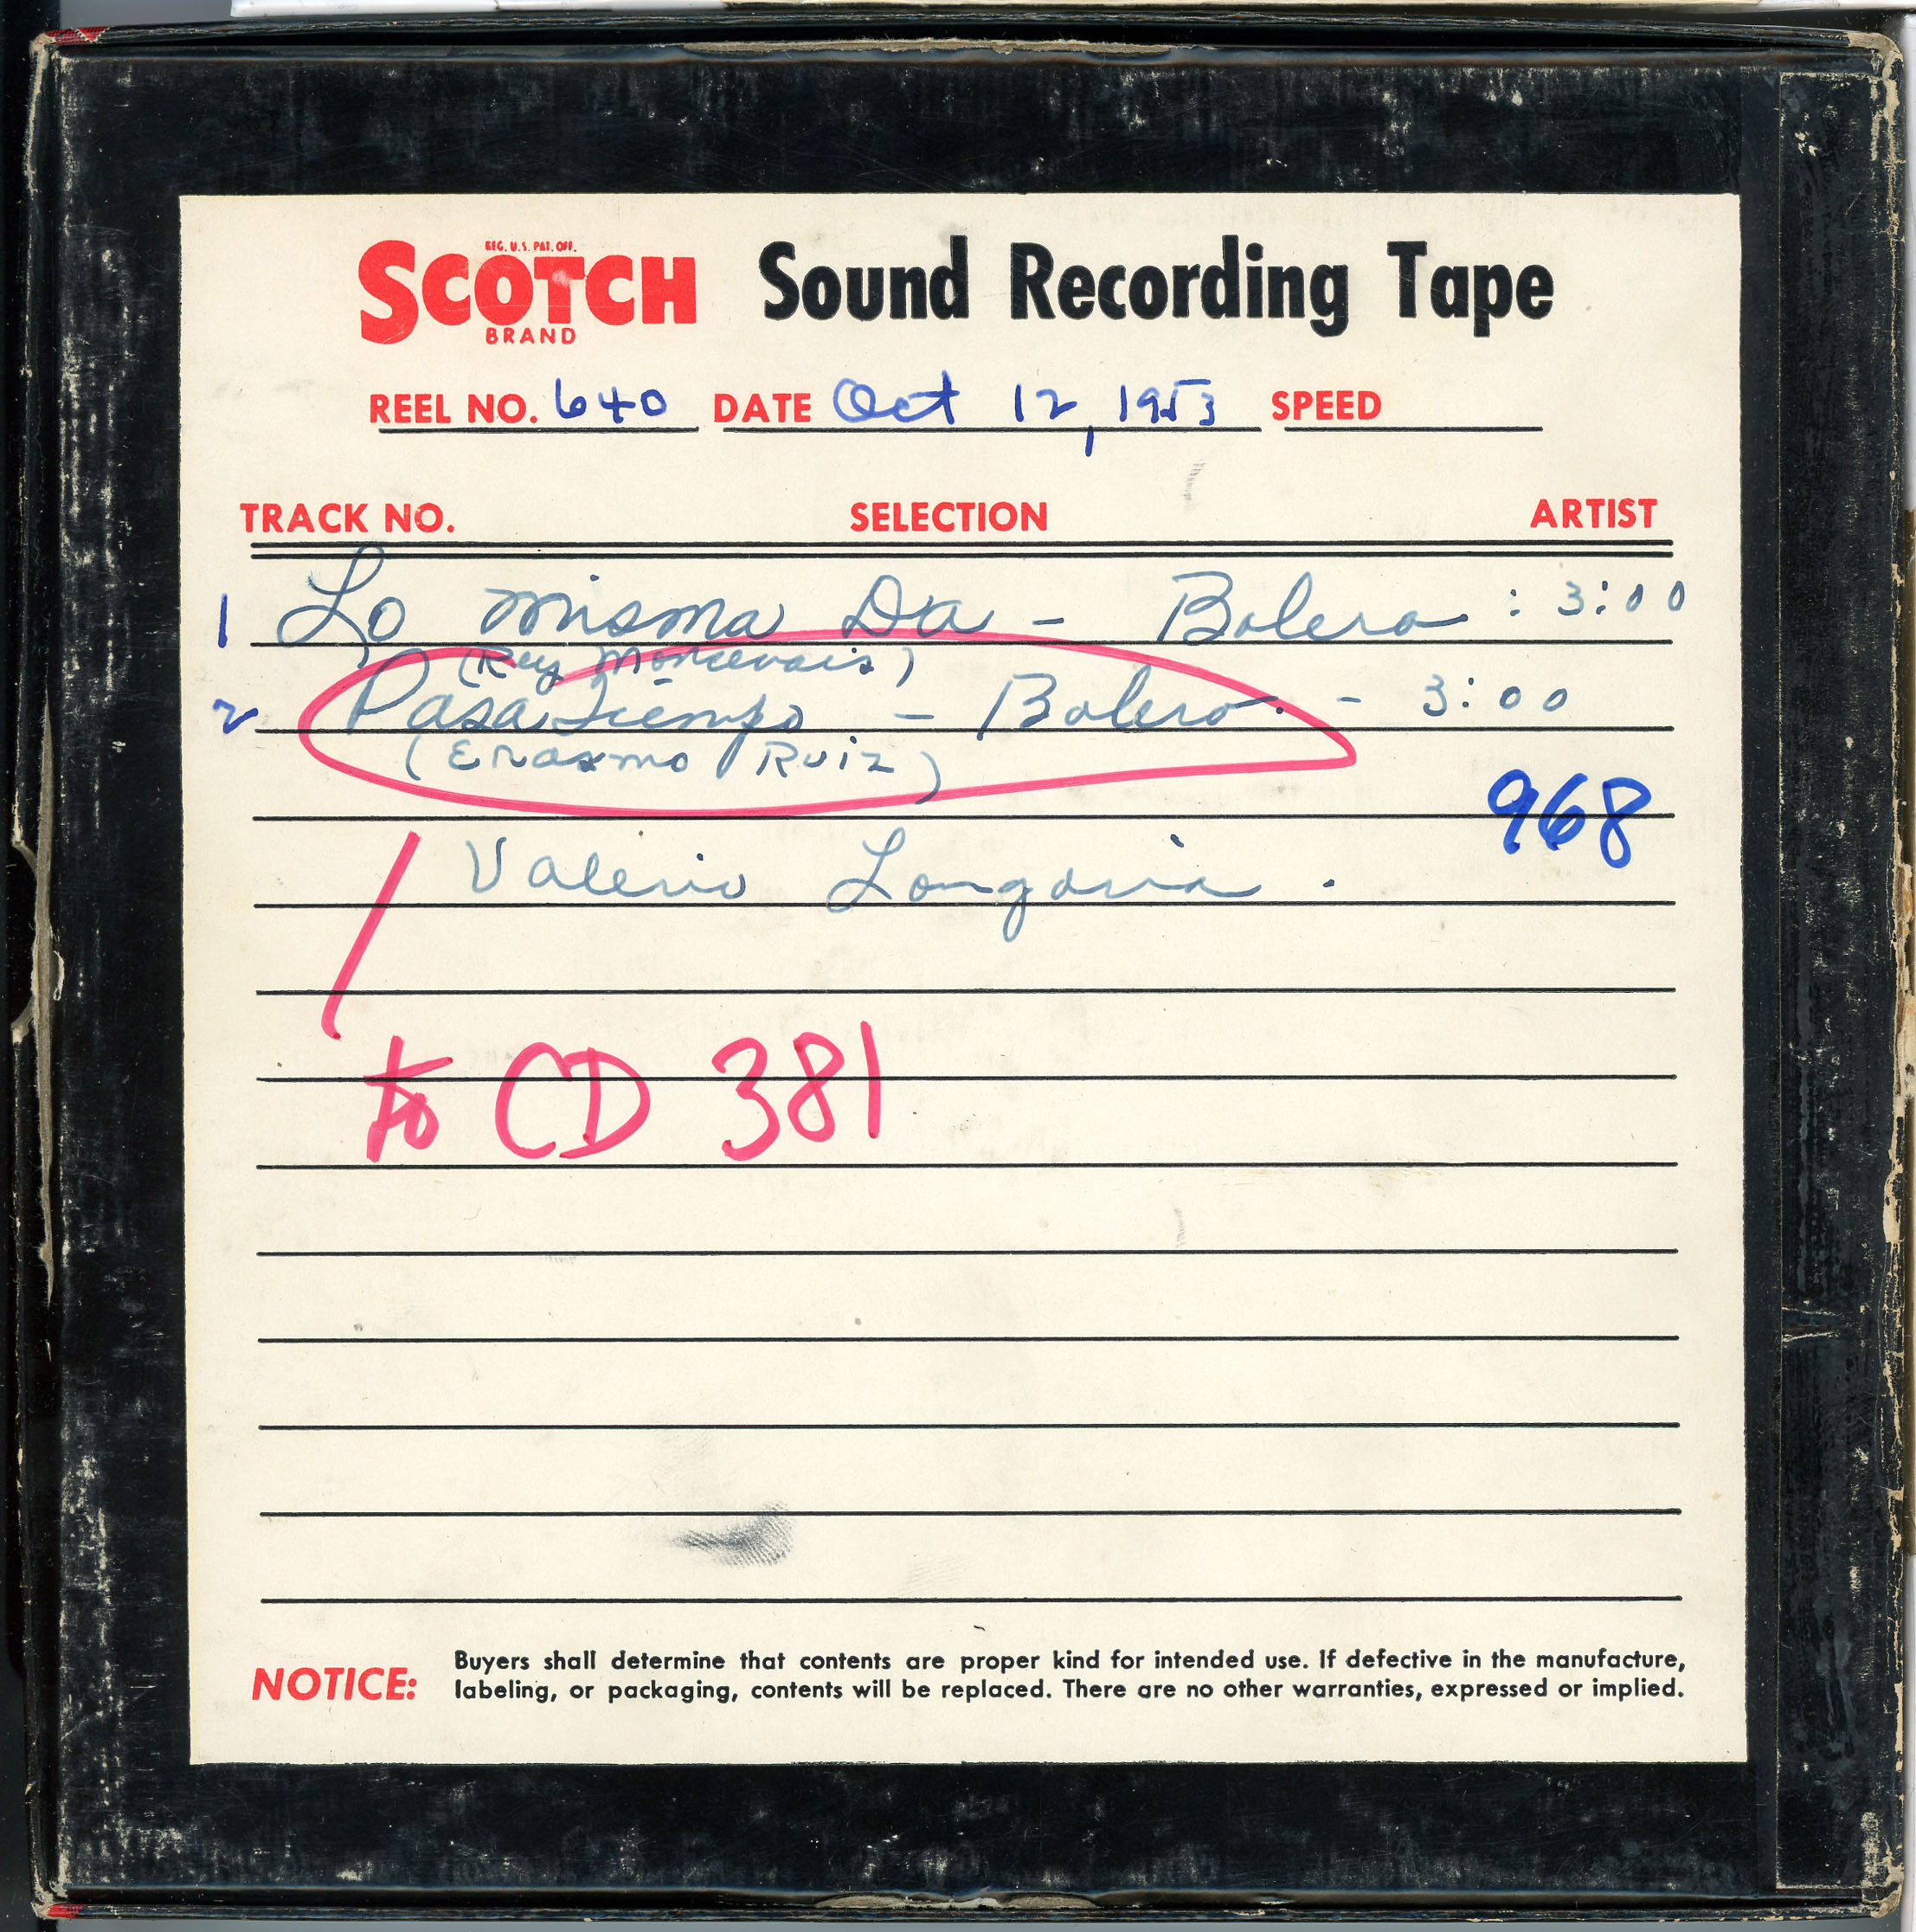 REG. U.S. PAT. OFF.
SCOTCH Sound Recording Tape
BRAND
REEL NO. 640 DATE Oct 12, 1953 SPEED
TRACK NO. SELECTION ARTIST
1 Lo misma Da - Bolero : 3:00
(Rey
2 Pasatiempo - Bolero. - 3:00
(Erasmo Ruiz)
968
Valerio Longoria.
to CD 381
NOTICE: Buyers shall determine that contents are proper kind for intended use. If defective in the manufacture,
labeling, or packaging, contents will be replaced. There are no other warranties, expressed or implied.